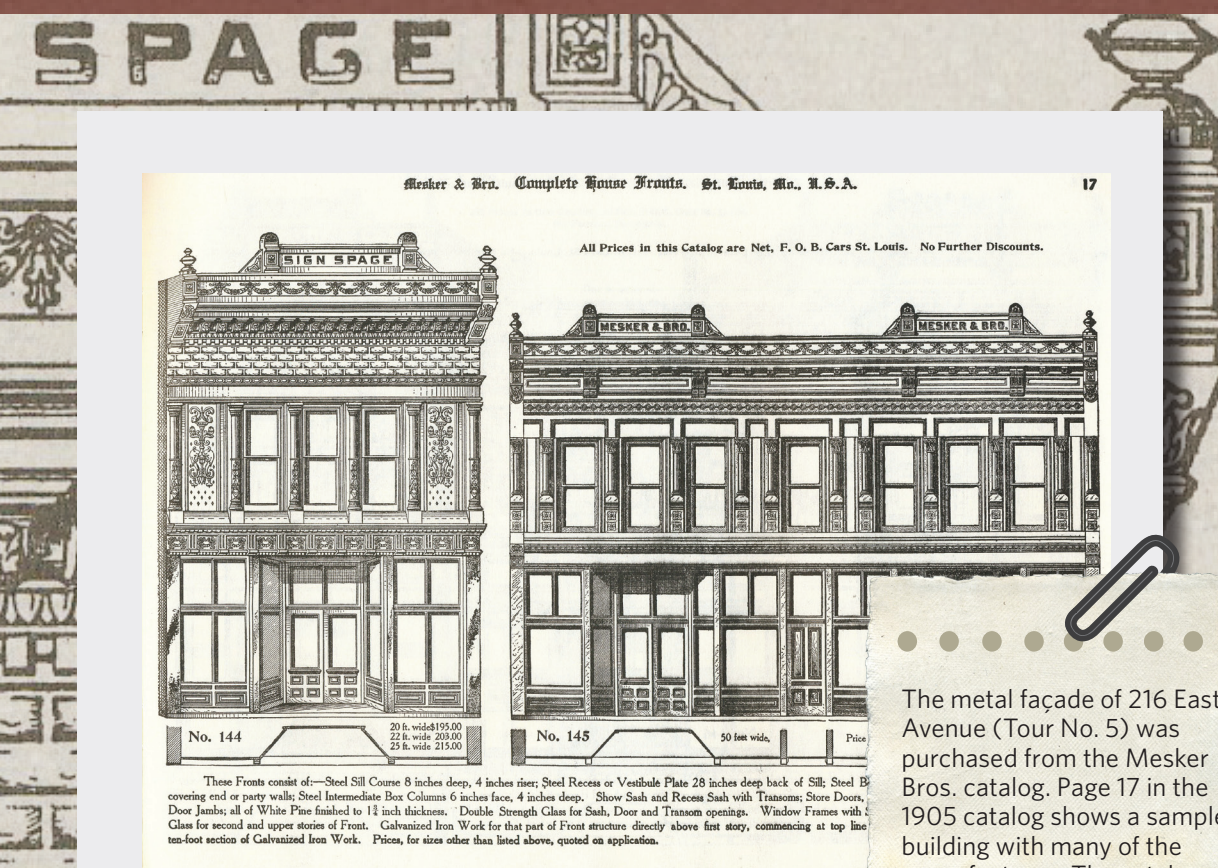 SPAGE
Mesker & Bro. Complete House Fronts. St. Louis, Mo., U.S.A.
17
All Prices in this Catalog are Net, F. O. B. Cars St. Louis. No Further Discounts.
SIGN SPAGE
MESKER & BRO.
MESKER & BRO.
No. 144
20 ft. wide $195.00
22 ft. wide 203.00
25 ft. wide 215.00
No. 145
50 feet wide,
Price
These Fronts consist of:—Steel Sill Course 8 inches deep, 4 inches riser; Steel Recess or Vestibule Plate 28 inches deep back of Sill; Steel B
covering end or party walls; Steel Intermediate Box Columns 6 inches face, 4 inches deep. Show Sash and Recess Sash with Transoms; Store Doors,
Door Jambs; all of White Pine finished to 1¾ inch thickness. Double Strength Glass for Sash, Door and Transom openings. Window Frames with
Glass for second and upper stories of Front. Galvanized Iron Work for that part of Front structure directly above first story, commencing at top line
ten-foot section of Galvanized Iron Work. Prices, for sizes other than listed above, quoted on application.
The metal façade of 216 East
Avenue (Tour No. 5) was
purchased from the Mesker
Bros. catalog. Page 17 in the
1905 catalog shows a sample
building with many of the